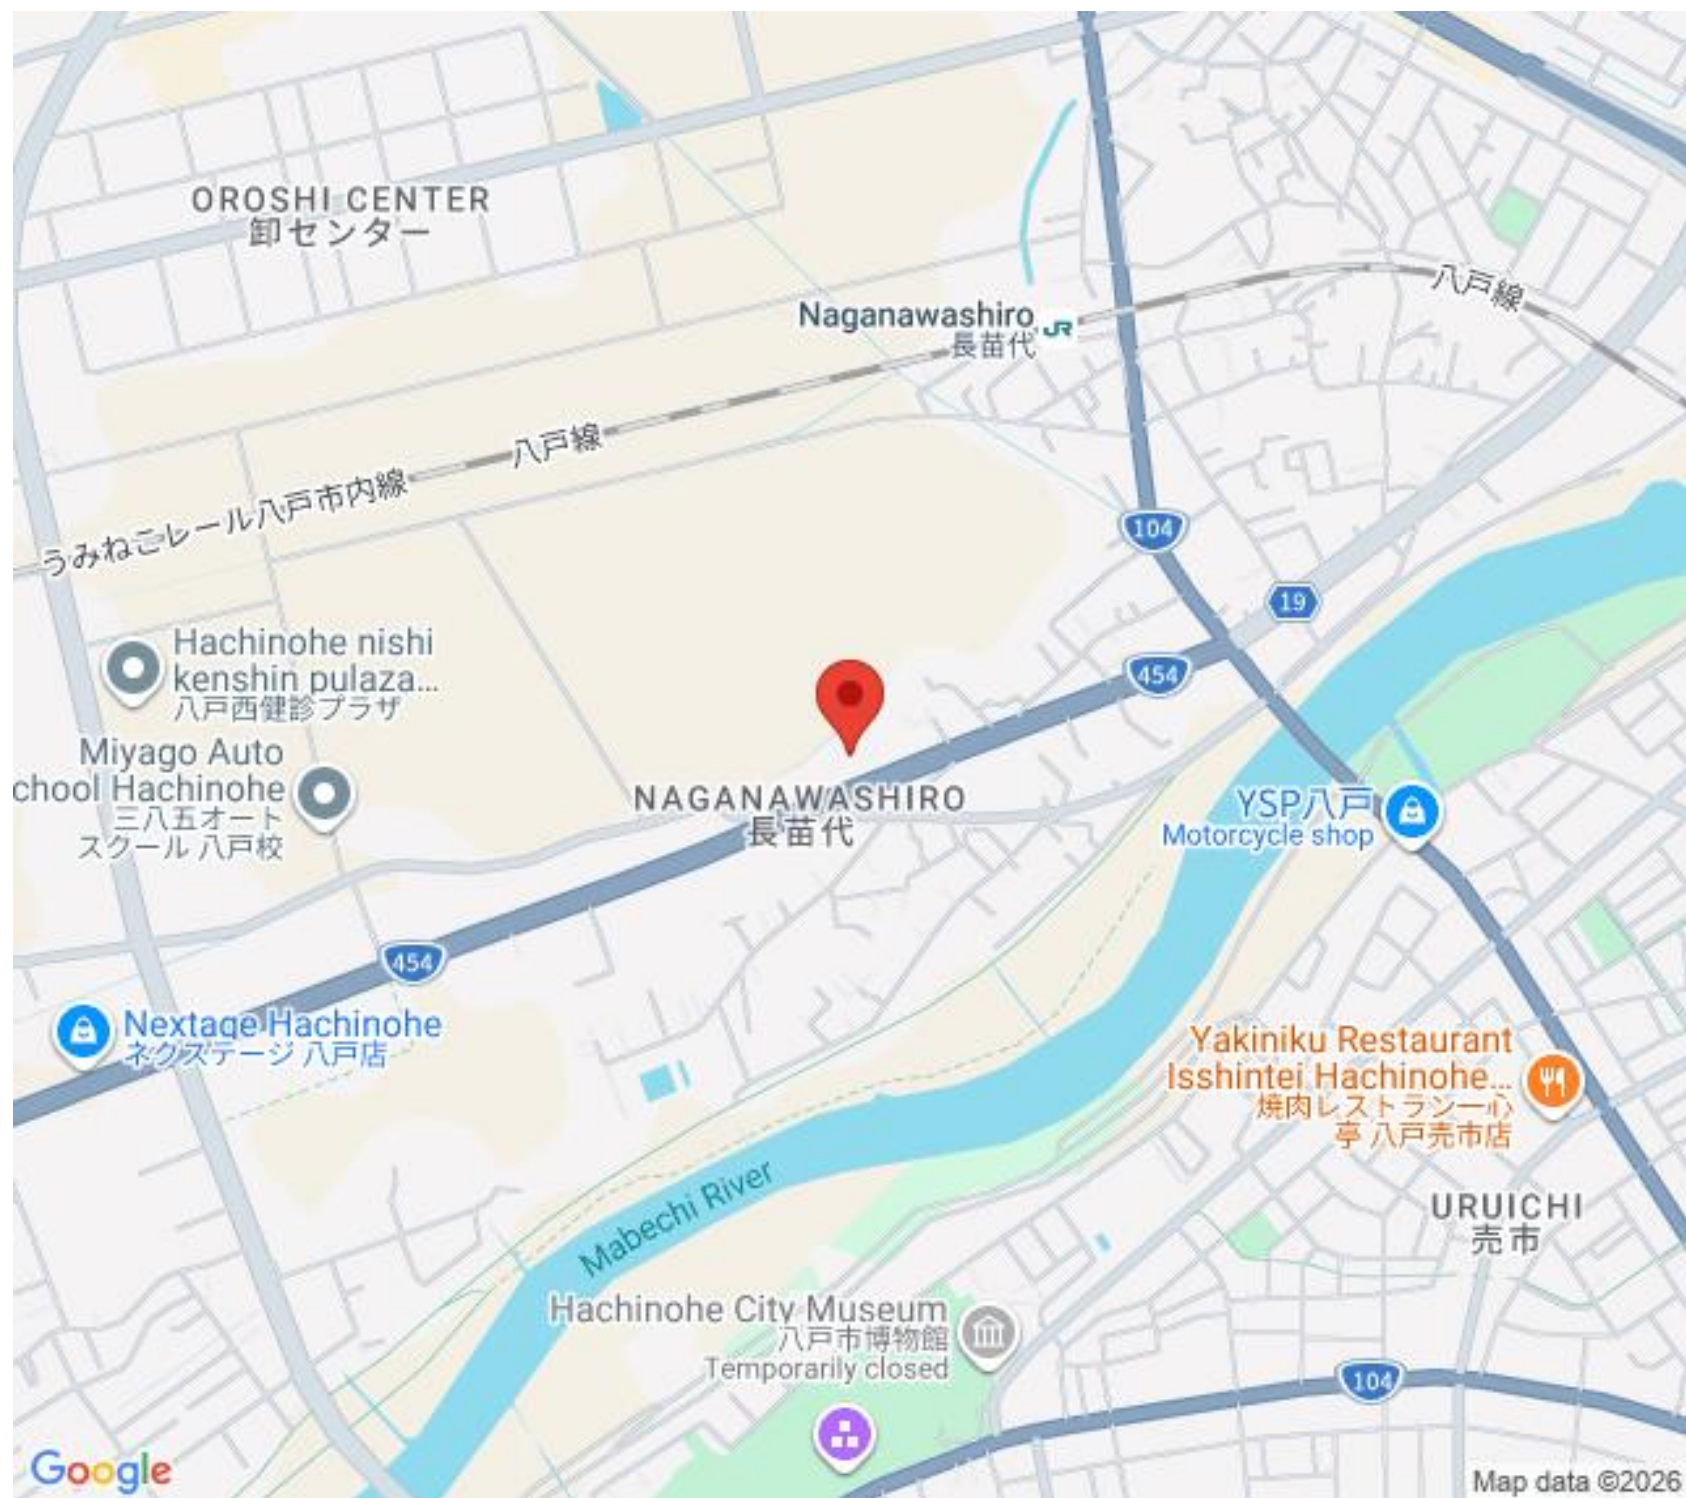 OROSHI CENTER
卸センター
Naganawashiro
長苗代
JR
八戸線
八戸線
うみねこレール八戸市内線
104
19
454
Hachinohe nishi
kenshin pulaza...
八戸西健診プラザ
Miyago Auto
chool Hachinohe
三八五オート
スクール 八戸校
NAGANAWASHIRO
長苗代
YSP八戸
Motorcycle shop
454
Nextage Hachinohe
ネクステージ 八戸店
Yakiniku Restaurant
Isshintei Hachinohe...
焼肉レストラン一心
亭 八戸売市店
Mabechi River
URUICHI
売市
Hachinohe City Museum
八戸市博物館
Temporarily closed
104
Google
Map data ©2026